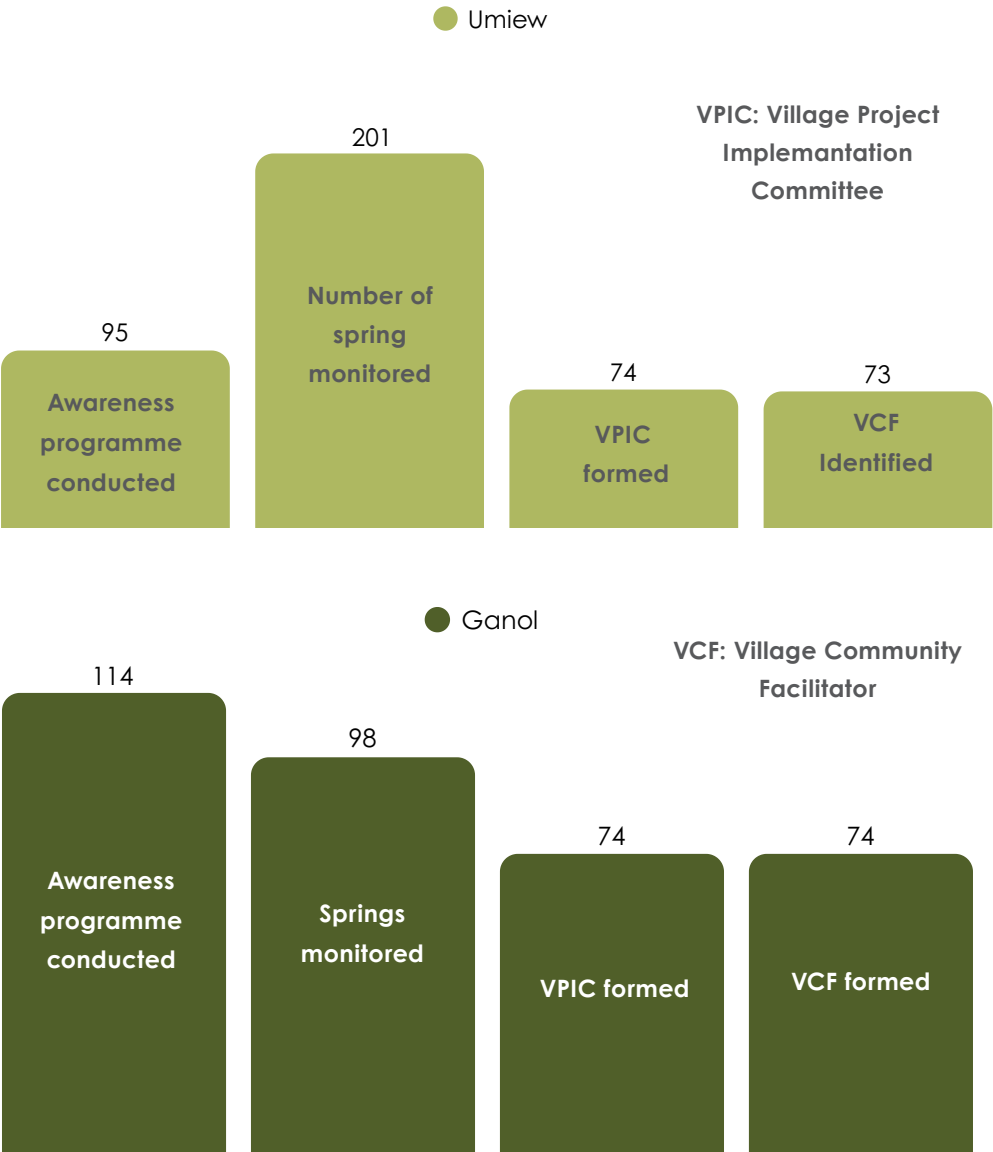 Umiew
VPIC: Village Project
Implemantation
Committee
201
95
74
73
Number of
spring
monitored
Awareness
programme
conducted
VPIC
formed
VCF
Identified
Ganol
VCF: Village Community
Facilitator
114
98
74
74
Awareness
programme
conducted
Springs
monitored
VPIC formed
VCF formed